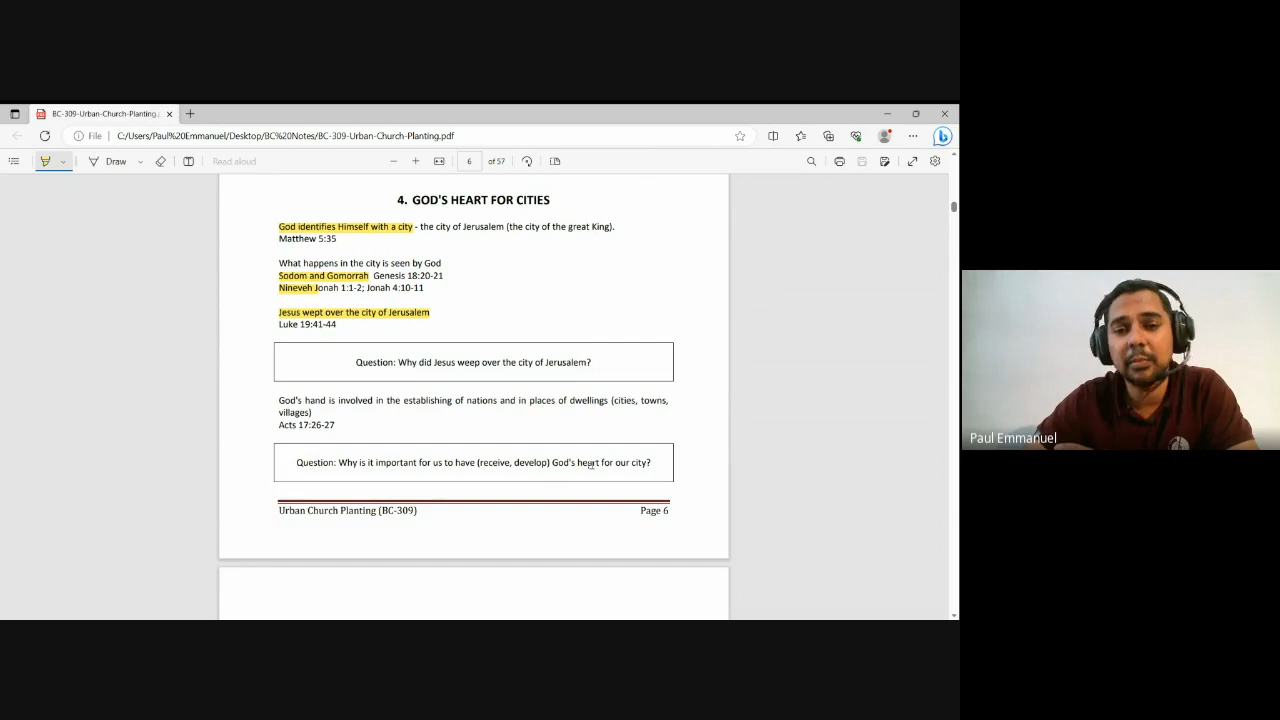 BC-309-Urban-Church-Planting.
File
C:/Users/Paul%20Emmanuel/Desktop/BC%20Notes/BC-309-Urban-Church-Planting.pdf
Draw
Read aloud
6
of 57
4. GOD'S HEART FOR CITIES
God identifies Himself with a city - the city of Jerusalem (the city of the great King).
Matthew 5:35
What happens in the city is seen by God
Sodom and Gomorrah Genesis 18:20-21
Nineveh Jonah 1:1-2; Jonah 4:10-11
Jesus wept over the city of Jerusalem
Luke 19:41-44
Question: Why did Jesus weep over the city of Jerusalem?
God's hand is involved in the establishing of nations and in places of dwellings (cities, towns,
villages)
Acts 17:26-27
Question: Why is it important for us to have (receive, develop) God's heart for our city?
Urban Church Planting (BC-309)
Page 6
Paul Emmanuel